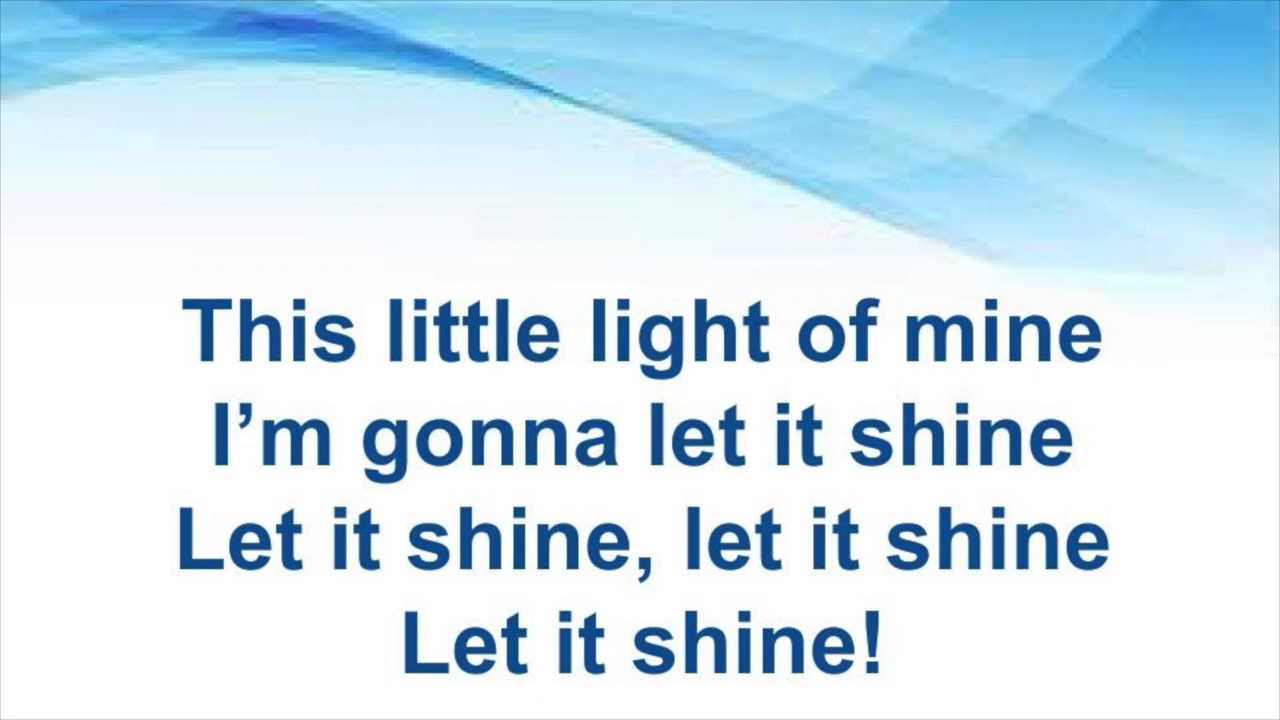 This little light of mine
I’m gonna let it shine
Let it shine, let it shine
Let it shine!